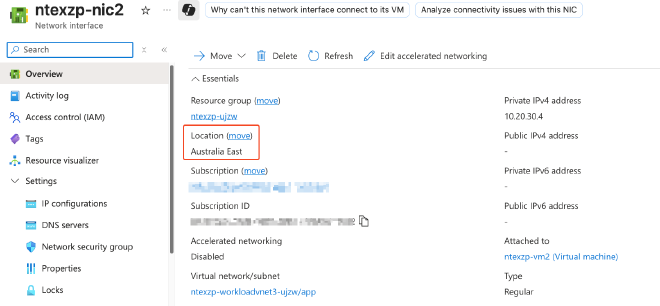 ntexzp-nic2
Network interface
Why can't this network interface connect to its VM
Analyze connectivity issues with this NIC
Search
Overview
Activity log
Access control (IAM)
Tags
Resource visualizer
Settings
IP configurations
DNS servers
Network security group
Properties
Locks
Move
Delete
Refresh
Edit accelerated networking
Essentials
Resource group (move)
ntexzp-ujzw
Location (move)
Australia East
Subscription (move)
Subscription ID
Accelerated networking
Disabled
Virtual network/subnet
ntexzp-workloadvnet3-ujzw/app
Private IPv4 address
10.20.30.4
Public IPv4 address
-
Private IPv6 address
-
Public IPv6 address
-
Attached to
ntexzp-vm2 (Virtual machine)
Type
Regular